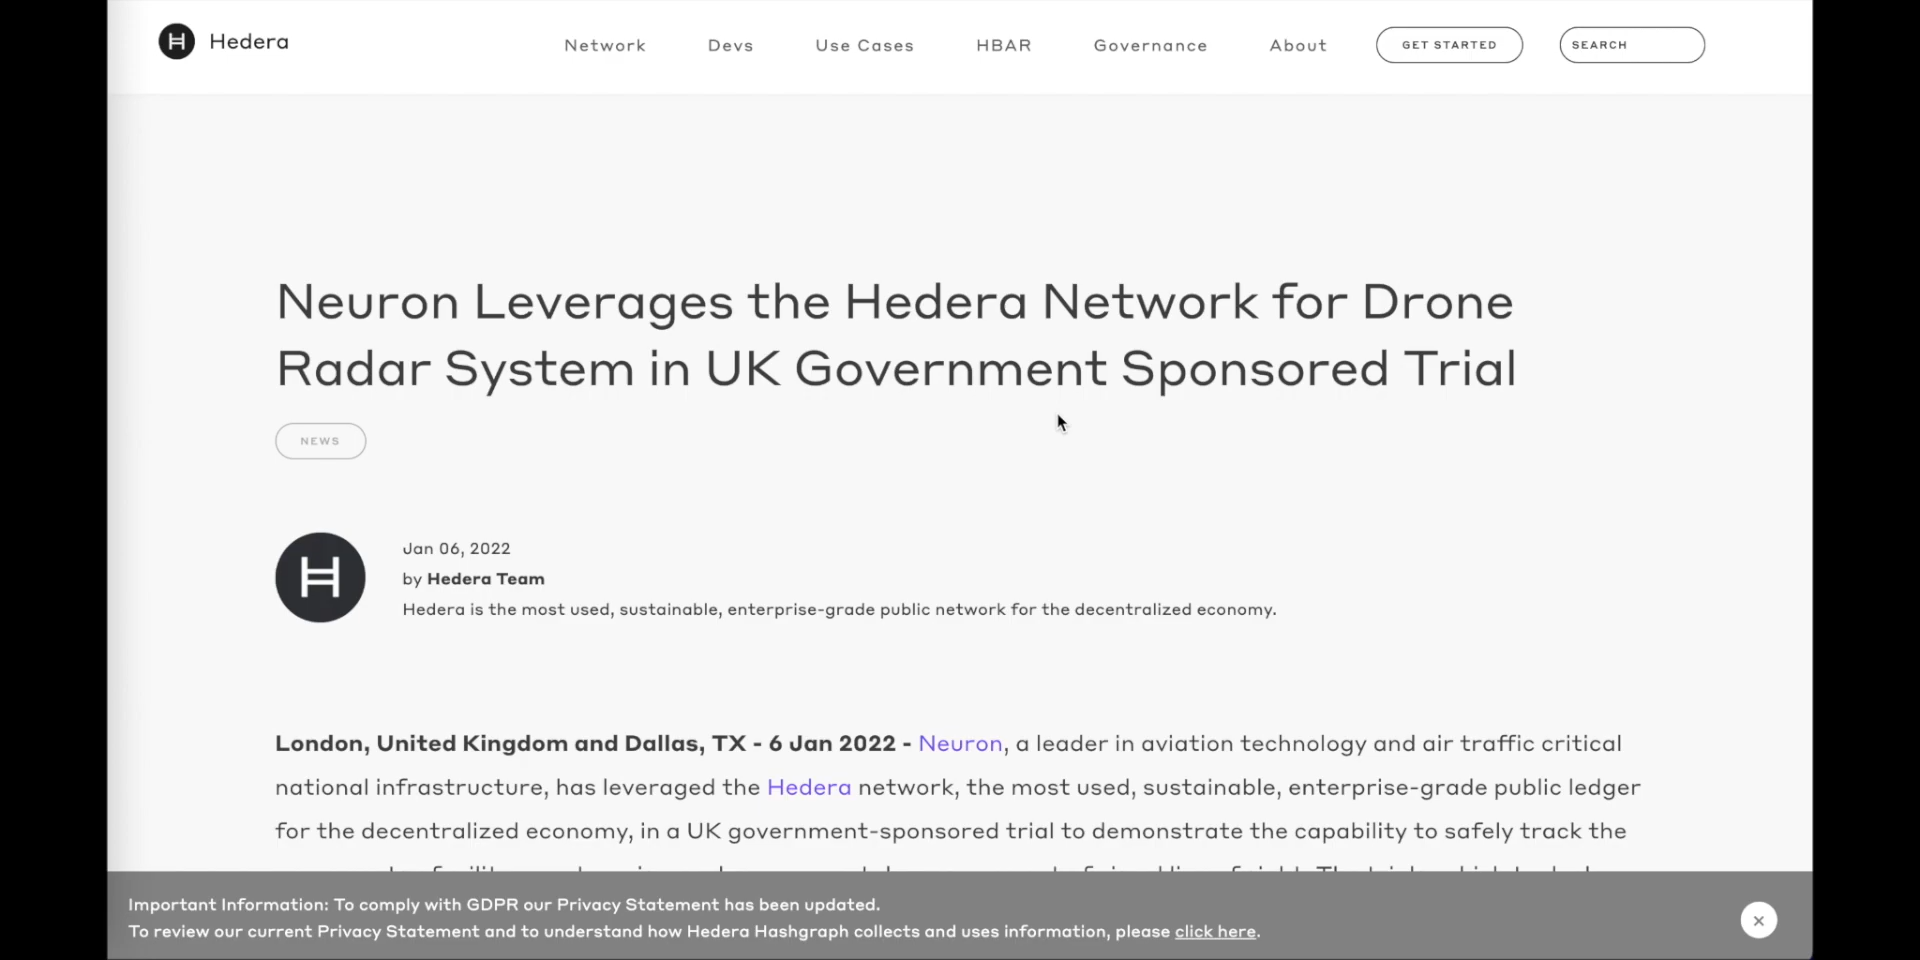 Hedera
Network Devs Use Cases HBAR Governance About GET STARTED SEARCH
Neuron Leverages the Hedera Network for Drone
Radar System in UK Government Sponsored Trial
NEWS
Jan 06, 2022
by Hedera Team
Hedera is the most used, sustainable, enterprise-grade public network for the decentralized economy.
London, United Kingdom and Dallas, TX - 6 Jan 2022 - Neuron, a leader in aviation technology and air traffic critical
national infrastructure, has leveraged the Hedera network, the most used, sustainable, enterprise-grade public ledger
for the decentralized economy, in a UK government-sponsored trial to demonstrate the capability to safely track the
Important Information: To comply with GDPR our Privacy Statement has been updated.
To review our current Privacy Statement and to understand how Hedera Hashgraph collects and uses information, please click here.